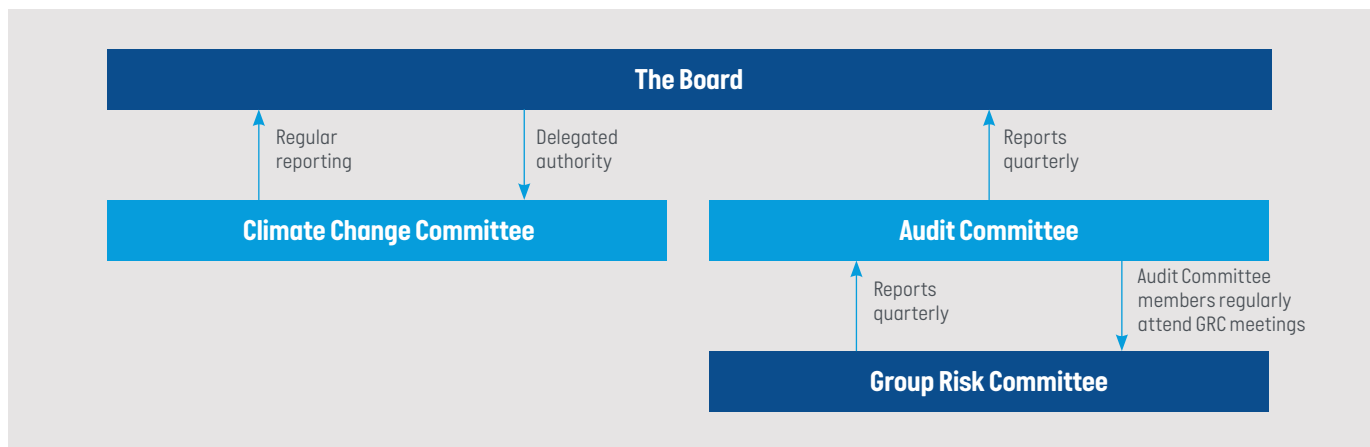 The Board
Regular
reporting
Delegated
authority
Reports
quarterly
Climate Change Committee
Audit Committee
Reports
quarterly
Audit Committee
members regularly
attend GRC meetings
Group Risk Committee